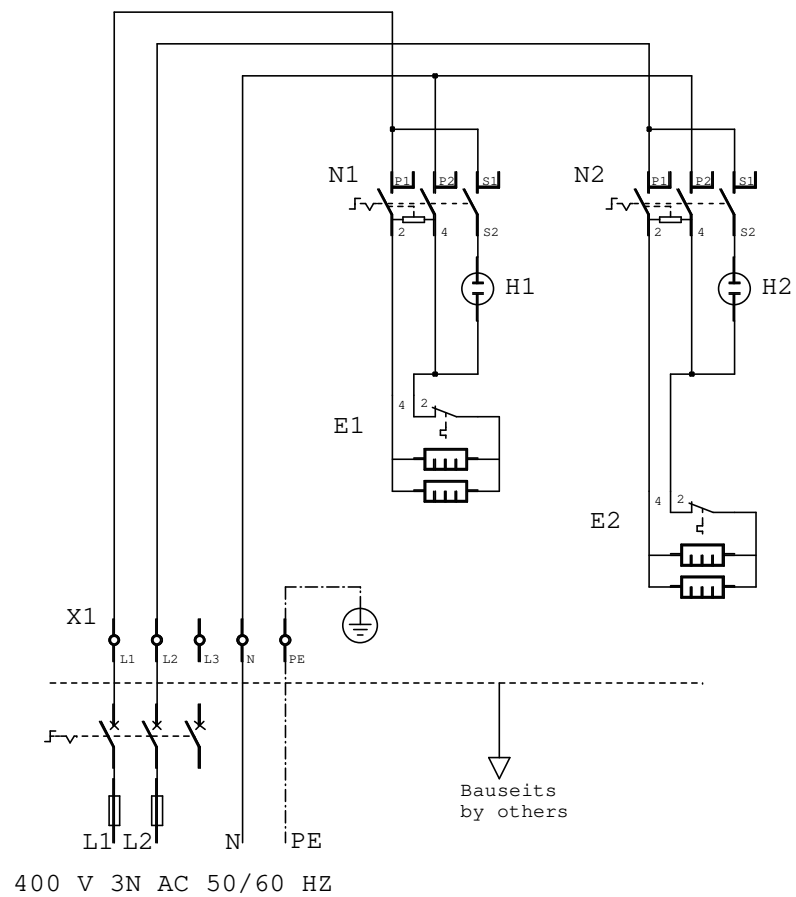 N1 P1 P2 S1 N2 P1 P2 S1
2 4 S2 2 4 S2
H1 H2
4 2
E1
4 2
E2
X1
L1 L2 L3 N PE
Bauseits
by others
L1 L2 N PE
400 V 3N AC 50/60 HZ